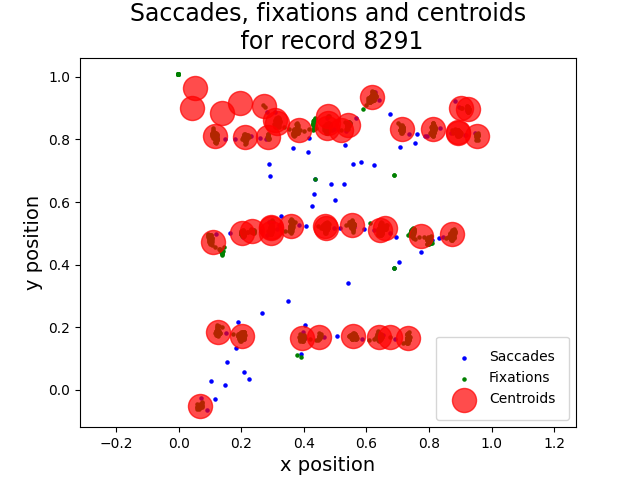 Saccades, fixations and centroids
for record 8291
1.0
0.8
0.6
0.4
0.2
0.0
y position
−0.2
0.0
0.2
0.4
0.6
0.8
1.0
1.2
x position
Saccades
Fixations
Centroids